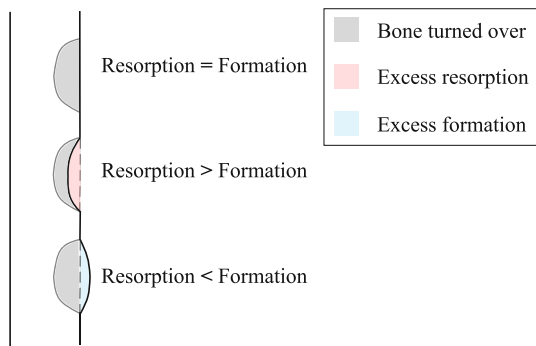 Resorption = Formation
Resorption > Formation
Resorption < Formation
Bone turned over
Excess resorption
Excess formation